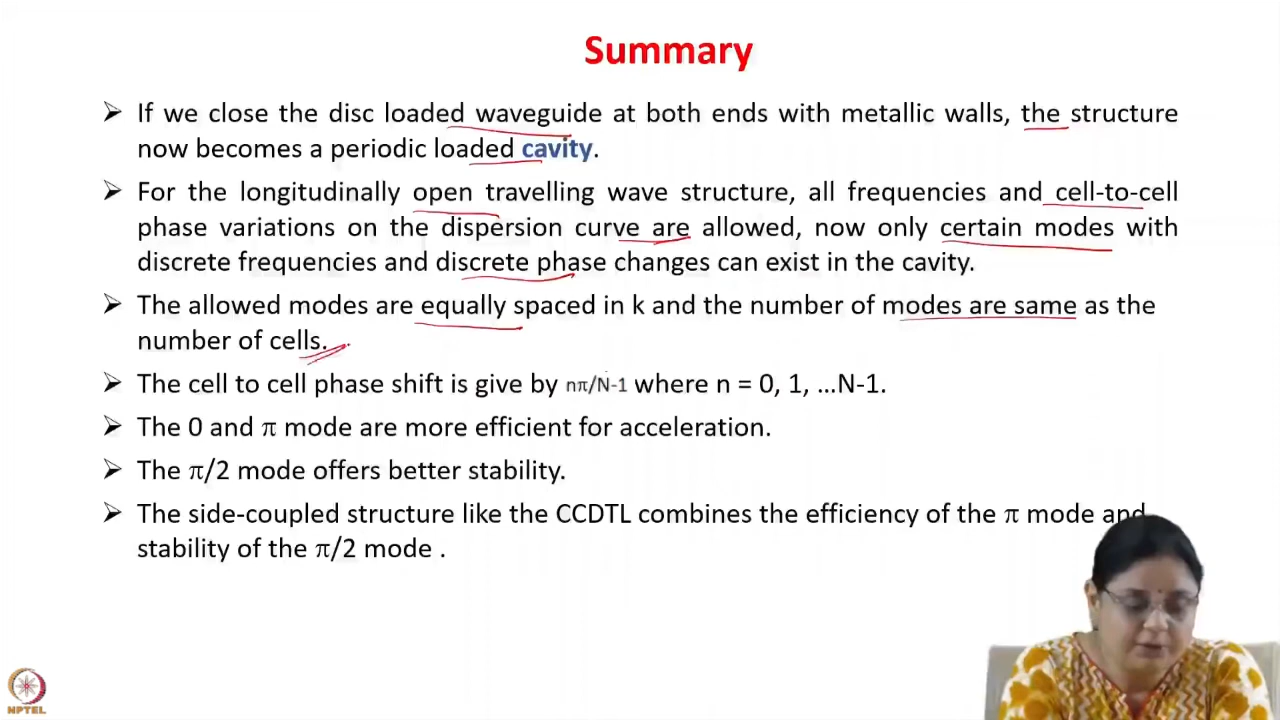 Summary
➢ If we close the disc loaded waveguide at both ends with metallic walls, the structure
now becomes a periodic loaded cavity.
➢ For the longitudinally open travelling wave structure, all frequencies and cell-to-cell
phase variations on the dispersion curve are allowed, now only certain modes with
discrete frequencies and discrete phase changes can exist in the cavity.
➢ The allowed modes are equally spaced in k and the number of modes are same as the
number of cells.
➢ The cell to cell phase shift is give by nπ/N-1 where n = 0, 1, …N-1.
➢ The 0 and π mode are more efficient for acceleration.
➢ The π/2 mode offers better stability.
➢ The side-coupled structure like the CCDTL combines the efficiency of the π mode and
stability of the π/2 mode .
NPTEL